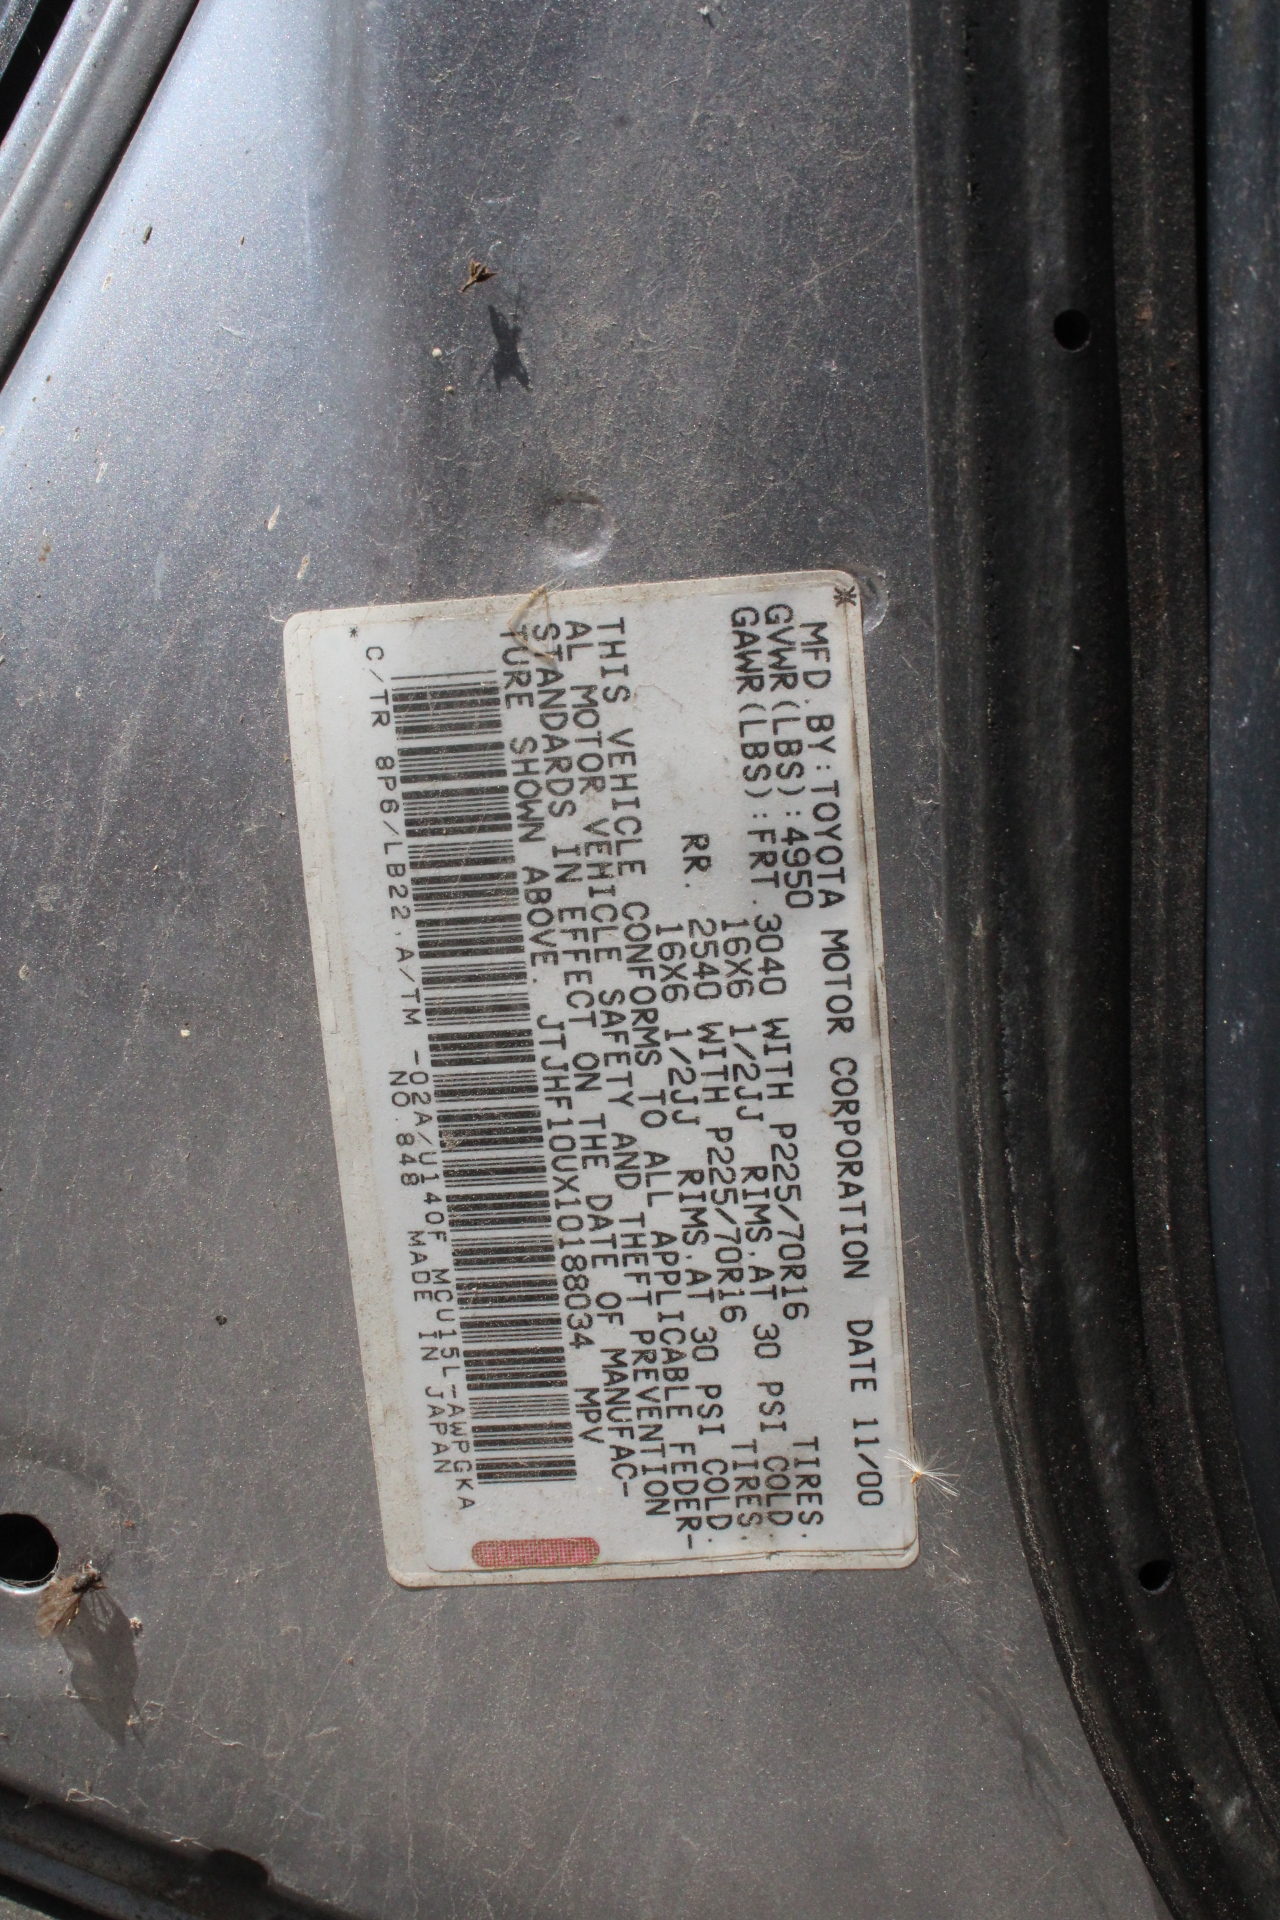 MFD.BY:TOYOTA MOTOR CORPORATION DATE 11/00
GVWR(LBS):4950
GAWR(LBS):FRT.3040 WITH P225/70R16 TIRES.
16X6 1/2JJ RIMS.AT 30 PSI COLD
RR. 2540 WITH P225/70R16 TIRES.
16X6 1/2JJ RIMS.AT 30 PSI COLD.
THIS VEHICLE CONFORMS TO ALL APPLICABLE FEDER-
AL MOTOR VEHICLE SAFETY AND THEFT PREVENTION
STANDARDS IN EFFECT ON THE DATE OF MANUFAC-
TURE SHOWN ABOVE. JTJHF10UX10188034 MPV
C/TR 8P6/LB22,A/TM -02A/U140F MCU15L-AWPGKA
NO.848 MADE IN JAPAN